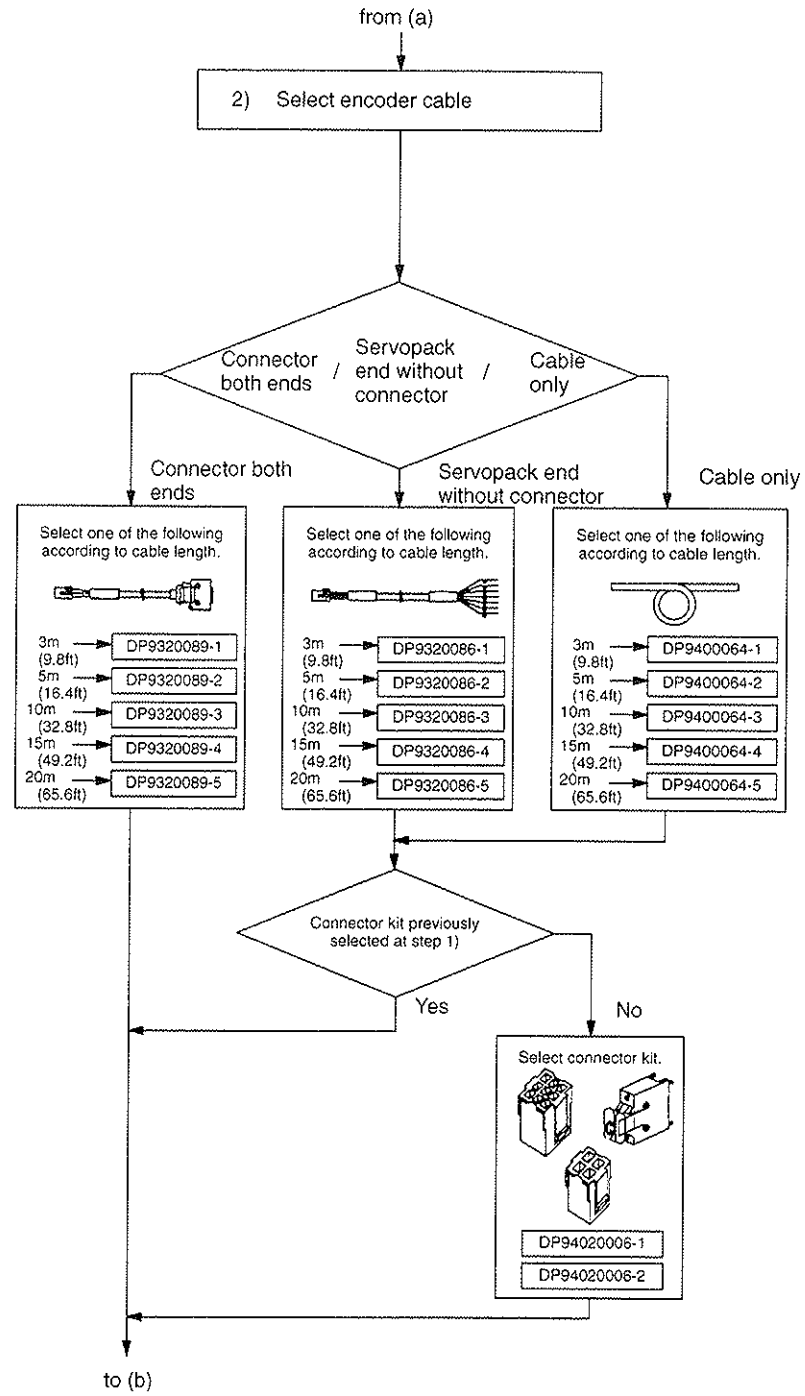 from (a)
2) Select encoder cable
Connector
both ends
/
Servopack
end without
connector
/
Cable
only
Connector both
ends
Servopack end
without connector
Cable only
Select one of the following
according to cable length.
3m
(9.8ft)
DP9320089-1
5m
(16.4ft)
DP9320089-2
10m
(32.8ft)
DP9320089-3
15m
(49.2ft)
DP9320089-4
20m
(65.6ft)
DP9320089-5
Select one of the following
according to cable length.
3m
(9.8ft)
DP9320086-1
5m
(16.4ft)
DP9320086-2
10m
(32.8ft)
DP9320086-3
15m
(49.2ft)
DP9320086-4
20m
(65.6ft)
DP9320086-5
Select one of the following
according to cable length.
3m
(9.8ft)
DP9400064-1
5m
(16.4ft)
DP9400064-2
10m
(32.8ft)
DP9400064-3
15m
(49.2ft)
DP9400064-4
20m
(65.6ft)
DP9400064-5
Connector kit previously
selected at step 1)
Yes
No
Select connector kit.
DP94020006-1
DP94020006-2
to (b)